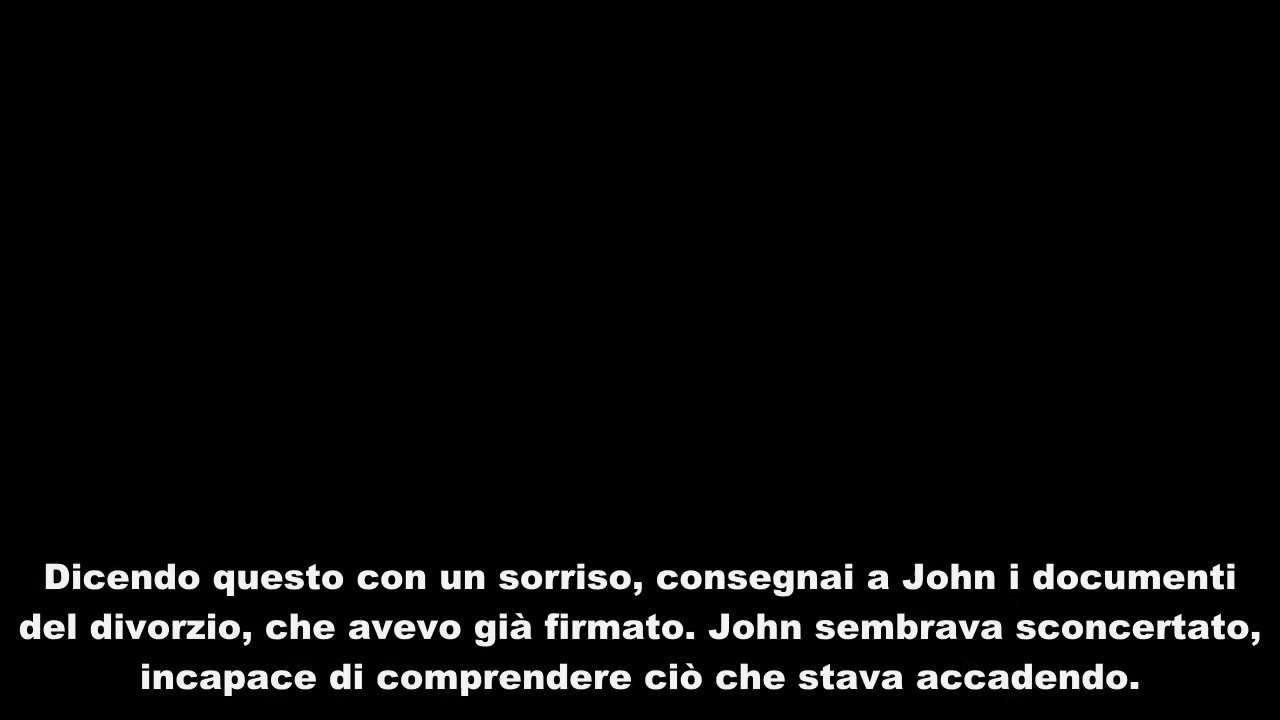 Dicendo questo con un sorriso, consegnai a John i documenti
del divorzio, che avevo già firmato. John sembrava sconcertato,
incapace di comprendere ciò che stava accadendo.